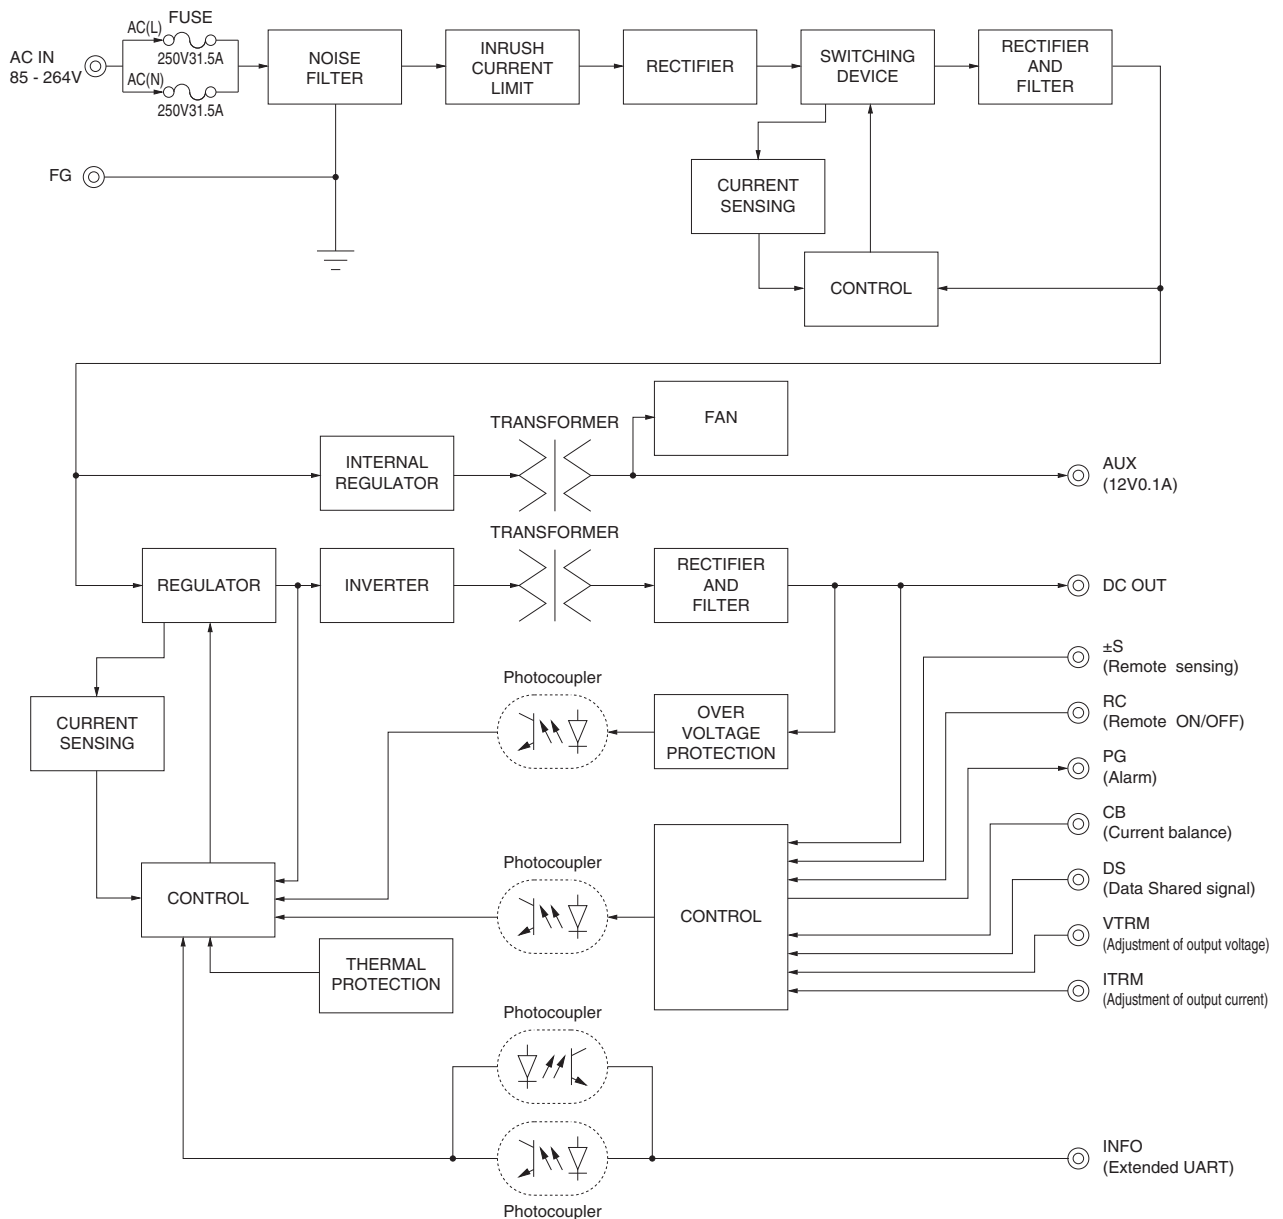 FUSE
AC(L)
250V31.5A
AC IN
85 - 264V
AC(N)
250V31.5A
NOISE
FILTER
INRUSH
CURRENT
LIMIT
RECTIFIER
SWITCHING
DEVICE
RECTIFIER
AND
FILTER
FG
CURRENT
SENSING
CONTROL
TRANSFORMER
FAN
INTERNAL
REGULATOR
AUX
(12V0.1A)
TRANSFORMER
REGULATOR
INVERTER
RECTIFIER
AND
FILTER
DC OUT
±S
(Remote sensing)
Photocoupler
CURRENT
SENSING
OVER
VOLTAGE
PROTECTION
RC
(Remote ON/OFF)
PG
(Alarm)
CB
(Current balance)
Photocoupler
CONTROL
CONTROL
DS
(Data Shared signal)
VTRM
(Adjustment of output voltage)
THERMAL
PROTECTION
ITRM
(Adjustment of output current)
Photocoupler
INFO
(Extended UART)
Photocoupler